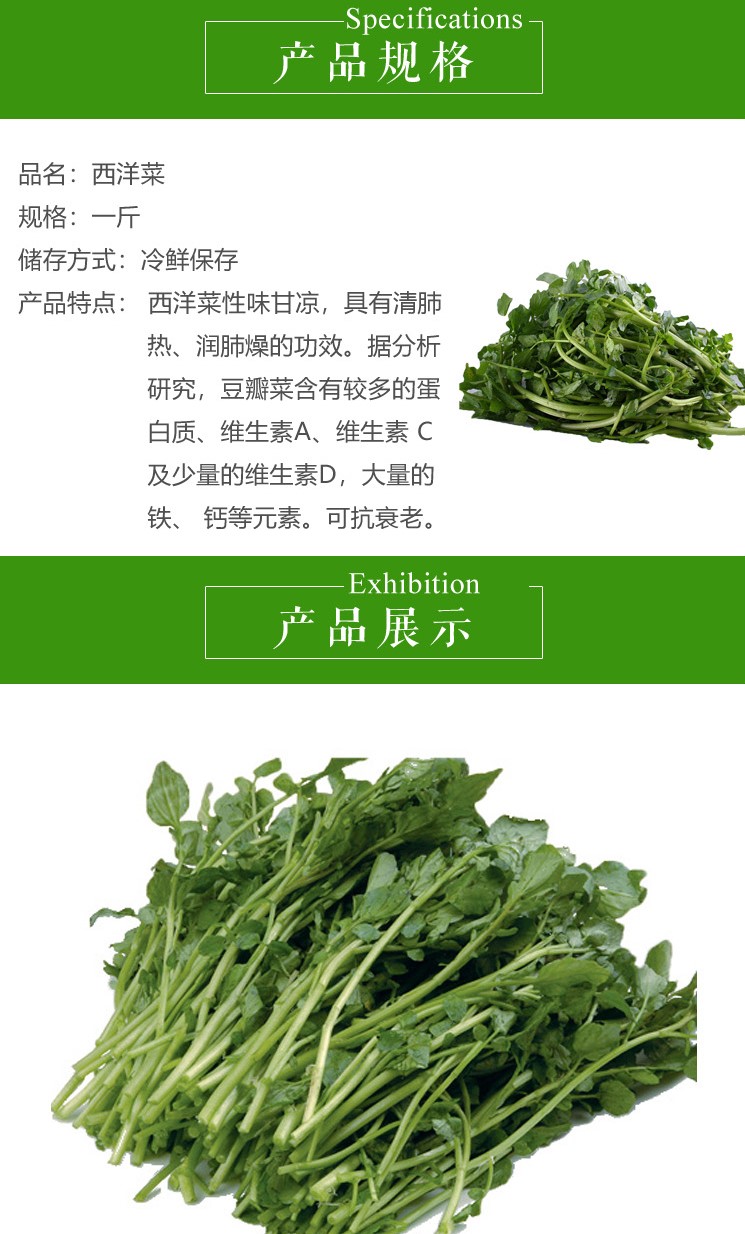 Specifications
产品规格
品名：西洋菜
规格：一斤
储存方式：冷鲜保存
产品特点： 西洋菜性味甘凉，具有清肺
热、润肺燥的功效。据分析
研究，豆瓣菜含有较多的蛋
白质、维生素A、维生素 C
及少量的维生素D，大量的
铁、 钙等元素。可抗衰老。
Exhibition
产品展示